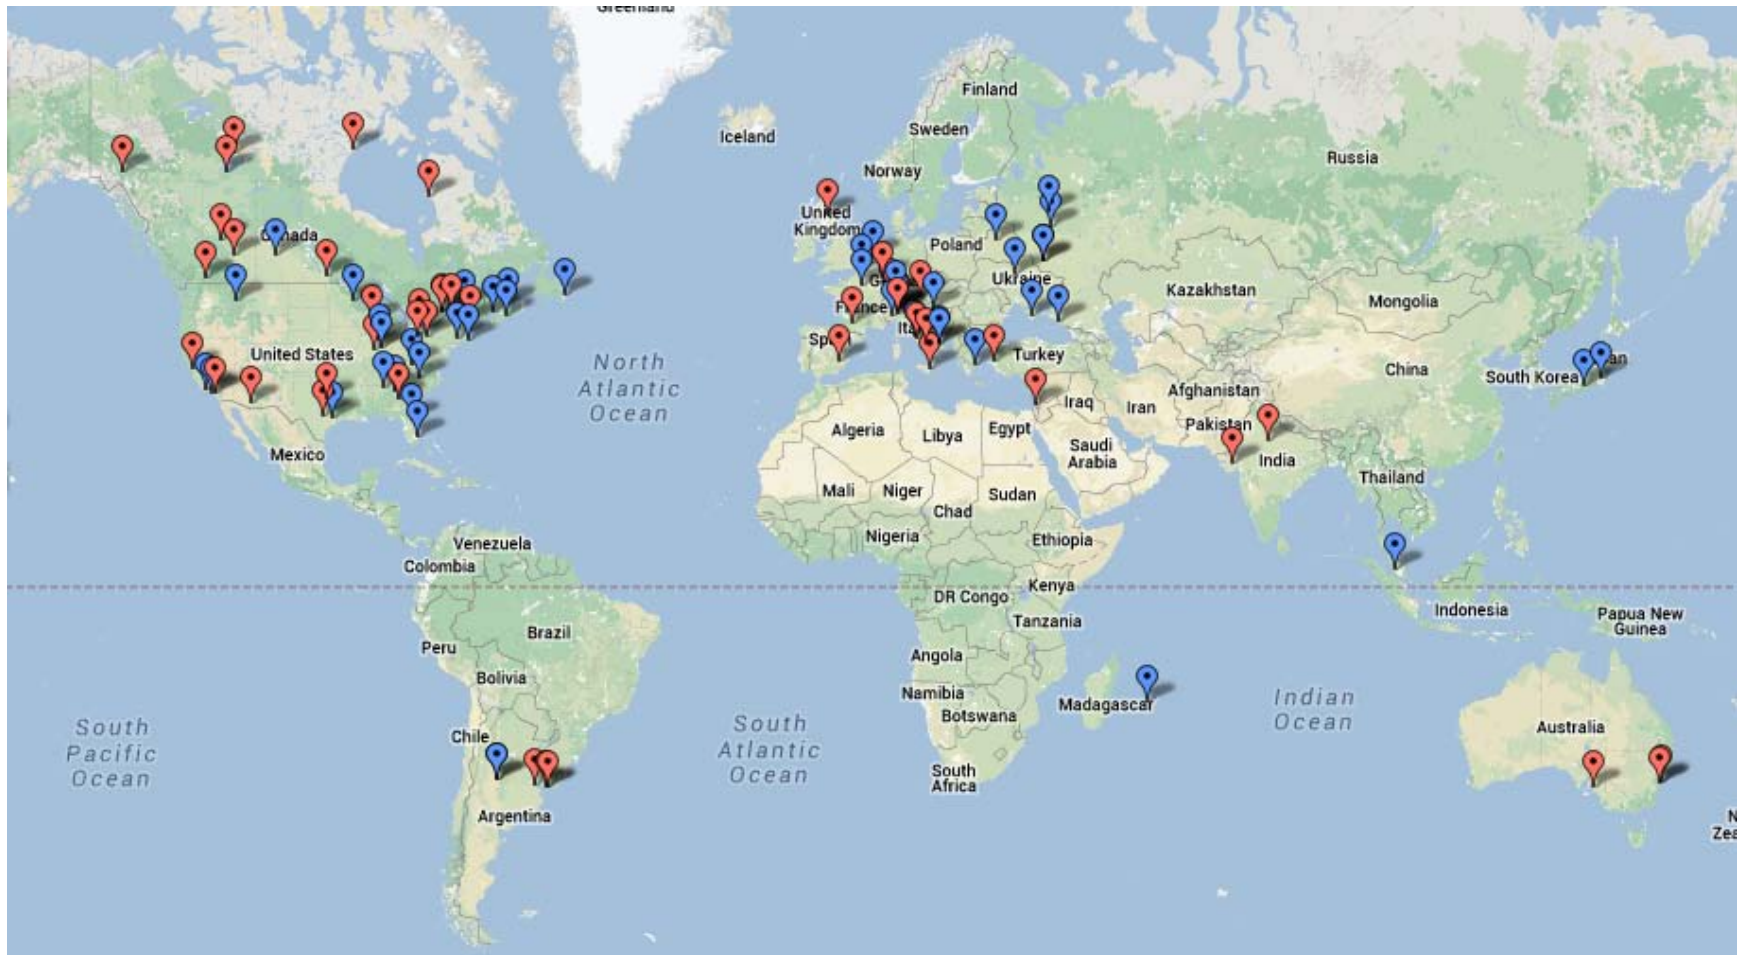 Greenland
Finland
Iceland
Sweden
Russia
Norway
United
Kingdom
Canada
Poland
Ukraine
Kazakhstan
Mongolia
France
United States
North
Atlantic
Ocean
Turkey
China
South Korea
Afghanistan
Iraq
Iran
Pakistan
Algeria
Libya
Egypt
Saudi
Arabia
Mexico
India
Thailand
Mali
Niger
Sudan
Chad
Nigeria
Ethiopia
Venezuela
Colombia
Kenya
DR Congo
Indonesia
Papua New
Guinea
Tanzania
Brazil
Peru
Angola
Bolivia
Namibia
Madagascar
Botswana
Indian
Ocean
South
Pacific
Ocean
South
Atlantic
Ocean
Chile
Australia
South
Africa
Argentina
N
Zea